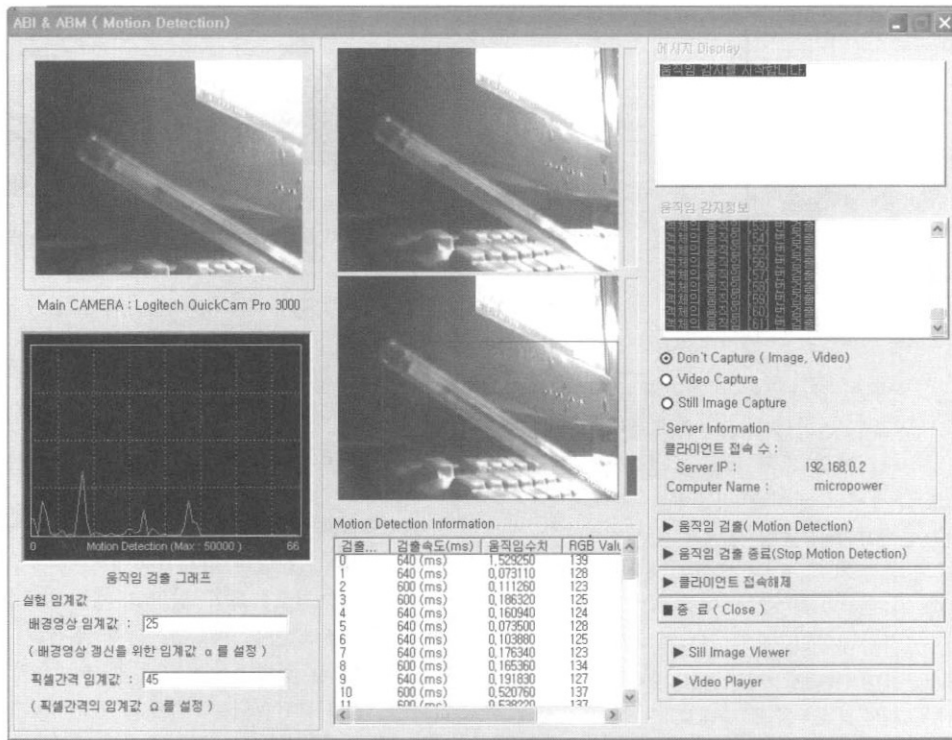 ABI & ABM ( Motion Detection)
Main CAMERA : Logitech QuickCam Pro 3000
0 Motion Detection (Max : 50000 ) 66
움직임 검출 그래프
실험 임계값
배경영상 임계값 : 25
( 배경영상 갱신을 위한 임계값 α 를 설정 )
픽셀간격 임계값 : 45
( 픽셀간격의 임계값 Ω 를 설정 )
Motion Detection Information
검출... 검출속도(ms) 움직임수치 RGB Valu
0 640 (ms) 1,529250 139
1 640 (ms) 0,073110 128
2 600 (ms) 0,111260 123
3 600 (ms) 0,186320 125
4 640 (ms) 0,160940 124
5 640 (ms) 0,073500 128
6 640 (ms) 0,103880 125
7 640 (ms) 0,176340 123
8 600 (ms) 0,165360 134
9 640 (ms) 0,191830 127
10 600 (ms) 0,520760 137
11 600 (ms) 0,538220 137
메시지 Display
움직임 감지를 시작합니다.
움직임 감지정보
Don't Capture ( Image, Video)
Video Capture
Still Image Capture
Server Information
클라이언트 접속 수 :
Server IP : 192,168,0,2
Computer Name : micropower
▶ 움직임 검출( Motion Detection)
▶ 움직임 검출 종료(Stop Motion Detection)
▶ 클라이언트 접속해제
■ 종 료 ( Close )
▶ Sill Image Viewer
▶ Video Player